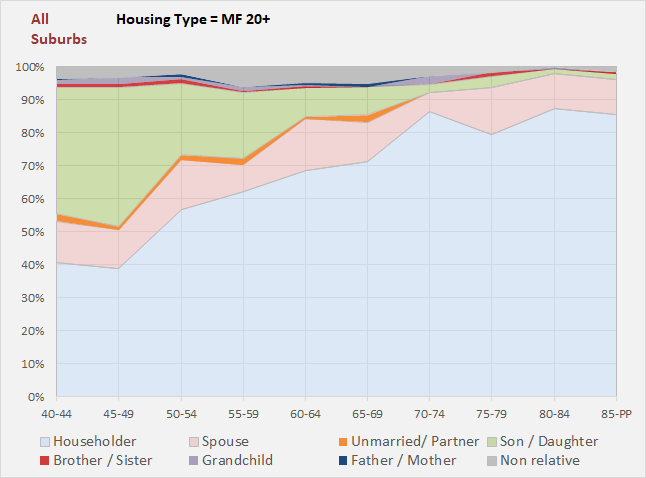 All Suburbs
Housing Type = MF 20+
100%
90%
80%
70%
60%
50%
40%
30%
20%
10%
0%
40-44 45-49 50-54 55-59 60-64 65-69 70-74 75-79 80-84 85-PP
Householder Spouse Unmarried/ Partner Son / Daughter
Brother / Sister Grandchild Father / Mother Non relative